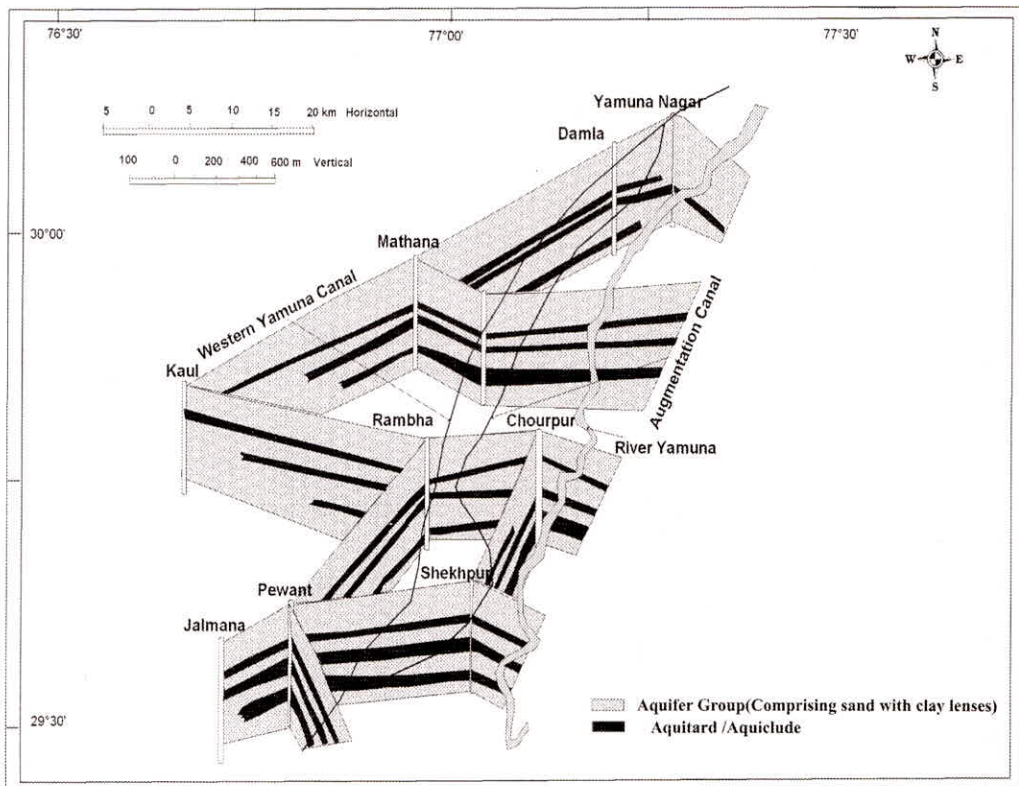 76°30'
77°00'
77°30'
N
W E
S
5 0 5 10 15 20 km Horizontal
100 0 200 400 600 m Vertical
Yamuna Nagar
Damla
30°00'
Mathana
Western Yamuna Canal
Augmentation Canal
Kaul
Rambha
Chourpur
River Yamuna
Shekhpur
Pewant
Jalmana
29°30'
Aquifer Group(Comprising sand with clay lenses)
Aquitard /Aquiclude